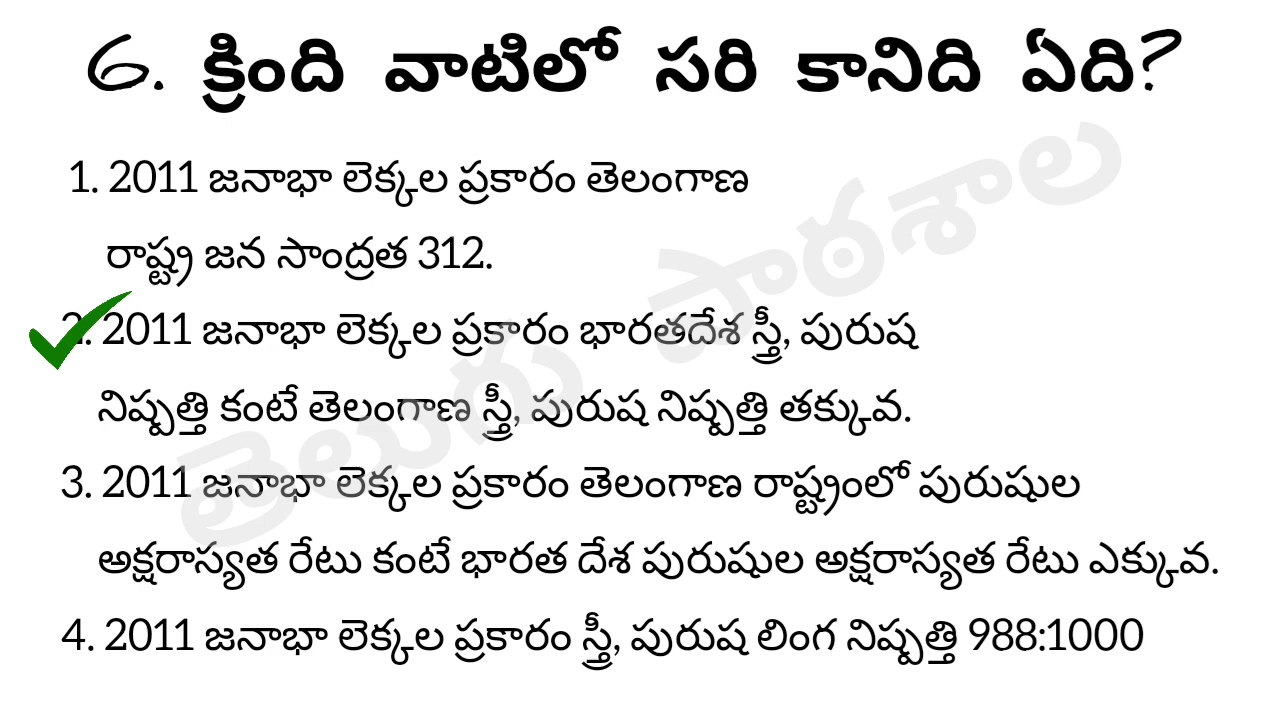 6. క్రింది వాటిలో సరి కానిది ఏది?
1. 2011 జనాభా లెక్కల ప్రకారం తెలంగాణ
రాష్ట్ర జన సాంద్రత 312.
2. 2011 జనాభా లెక్కల ప్రకారం భారతదేశ స్త్రీ, పురుష
నిష్పత్తి కంటే తెలంగాణ స్త్రీ, పురుష నిష్పత్తి తక్కువ.
3. 2011 జనాభా లెక్కల ప్రకారం తెలంగాణ రాష్ట్రంలో పురుషుల
అక్షరాస్యత రేటు కంటే భారత దేశ పురుషుల అక్షరాస్యత రేటు ఎక్కువ.
4. 2011 జనాభా లెక్కల ప్రకారం స్త్రీ, పురుష లింగ నిష్పత్తి 988:1000
తెలుగు పాఠశాల